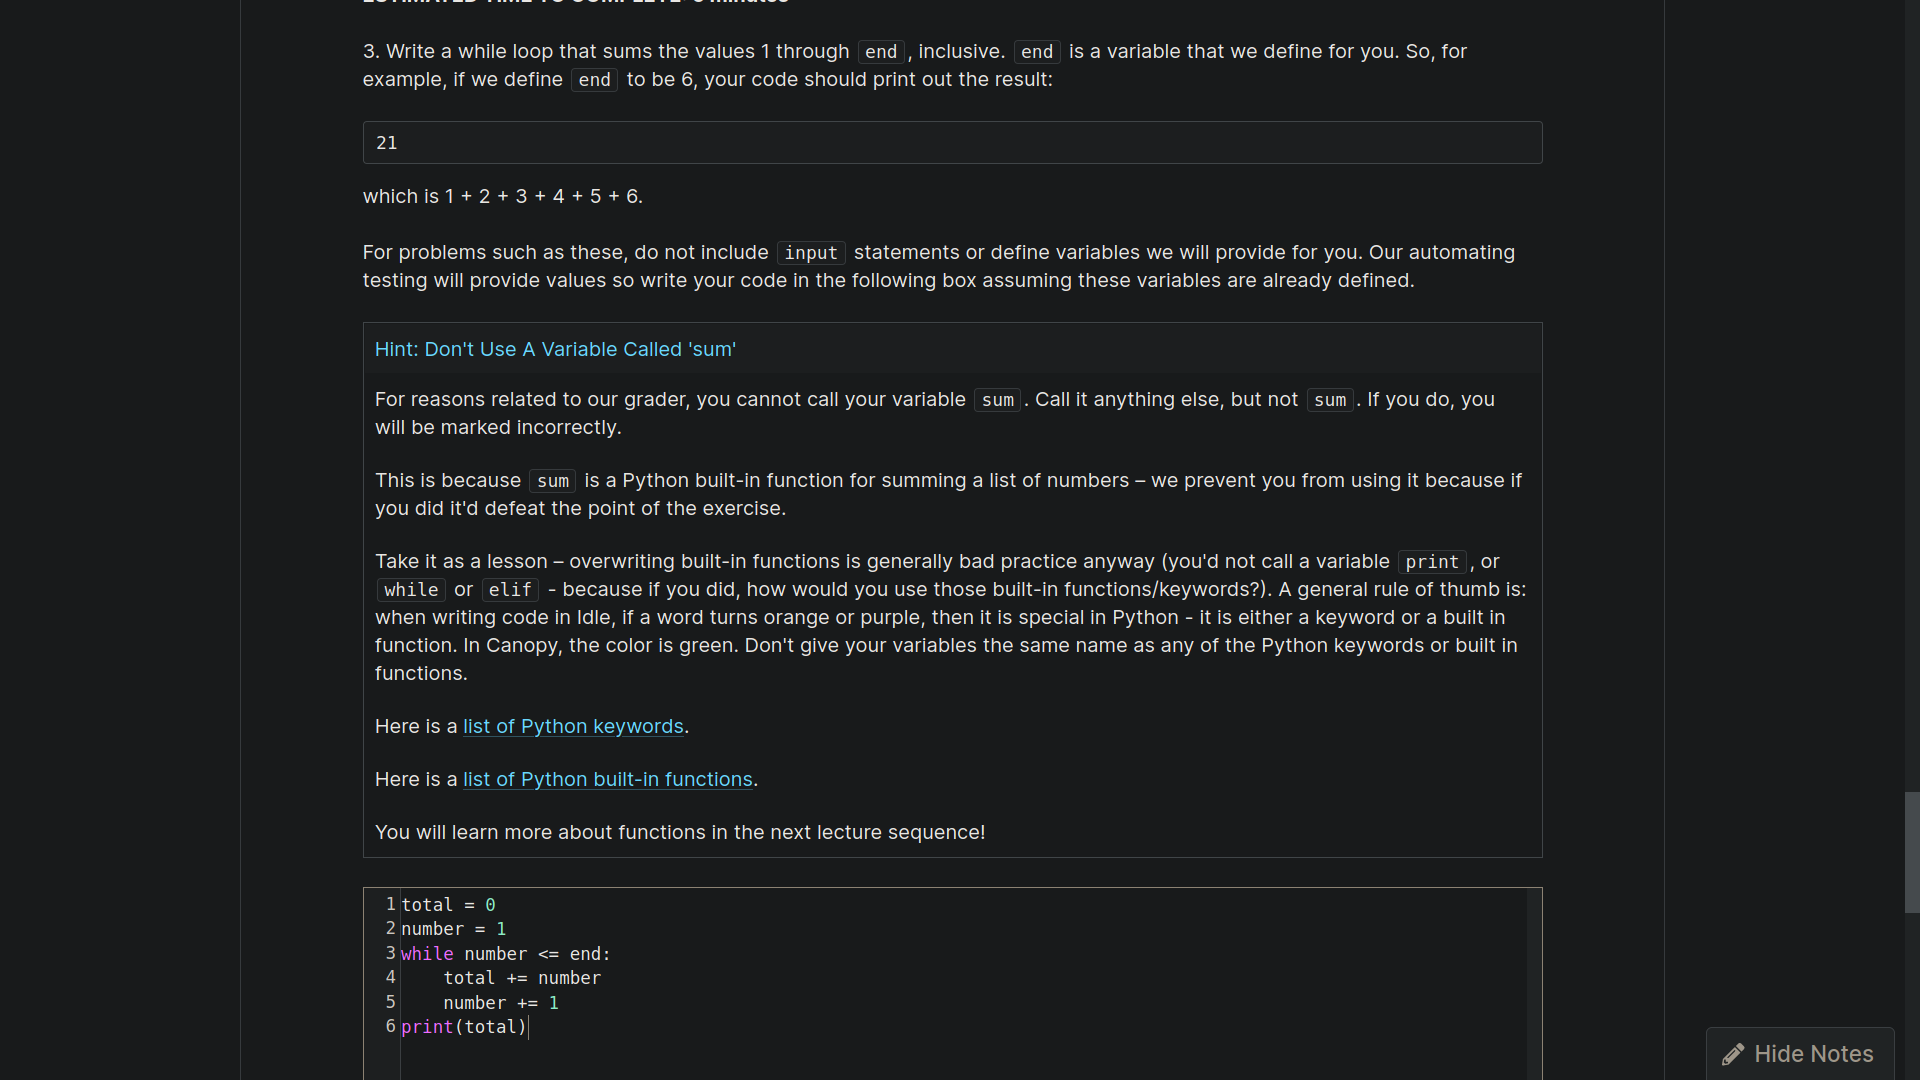 3. Write a while loop that sums the values 1 through end, inclusive. end is a variable that we define for you. So, for
example, if we define end to be 6, your code should print out the result:
21
which is 1 + 2 + 3 + 4 + 5 + 6.
For problems such as these, do not include input statements or define variables we will provide for you. Our automating
testing will provide values so write your code in the following box assuming these variables are already defined.
Hint: Don't Use A Variable Called 'sum'
For reasons related to our grader, you cannot call your variable sum. Call it anything else, but not sum. If you do, you
will be marked incorrectly.
This is because sum is a Python built-in function for summing a list of numbers – we prevent you from using it because if
you did it'd defeat the point of the exercise.
Take it as a lesson – overwriting built-in functions is generally bad practice anyway (you'd not call a variable print, or
while or elif - because if you did, how would you use those built-in functions/keywords?). A general rule of thumb is:
when writing code in Idle, if a word turns orange or purple, then it is special in Python - it is either a keyword or a built in
function. In Canopy, the color is green. Don't give your variables the same name as any of the Python keywords or built in
functions.
Here is a list of Python keywords.
Here is a list of Python built-in functions.
You will learn more about functions in the next lecture sequence!
1 total = 0
2 number = 1
3 while number <= end:
4     total += number
5     number += 1
6 print(total)
Hide Notes